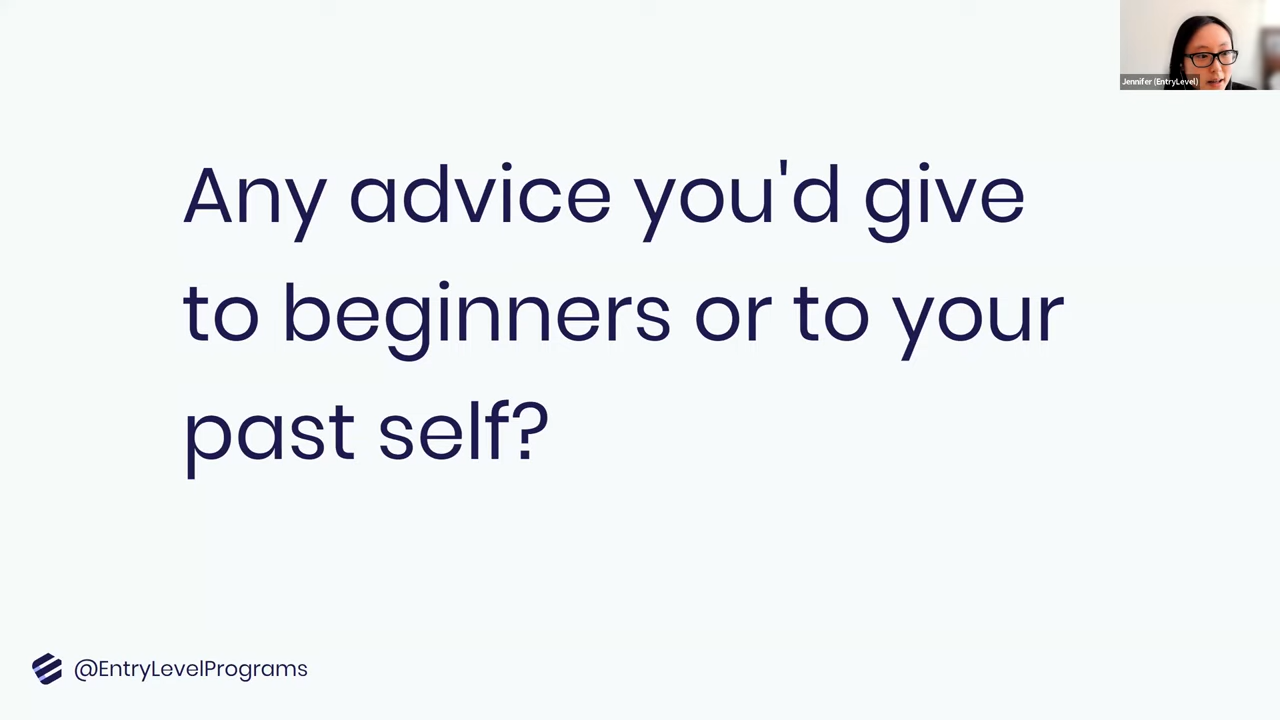 Jennifer (EntryLevel)
Any advice you'd give
to beginners or to your
past self?
@EntryLevelPrograms